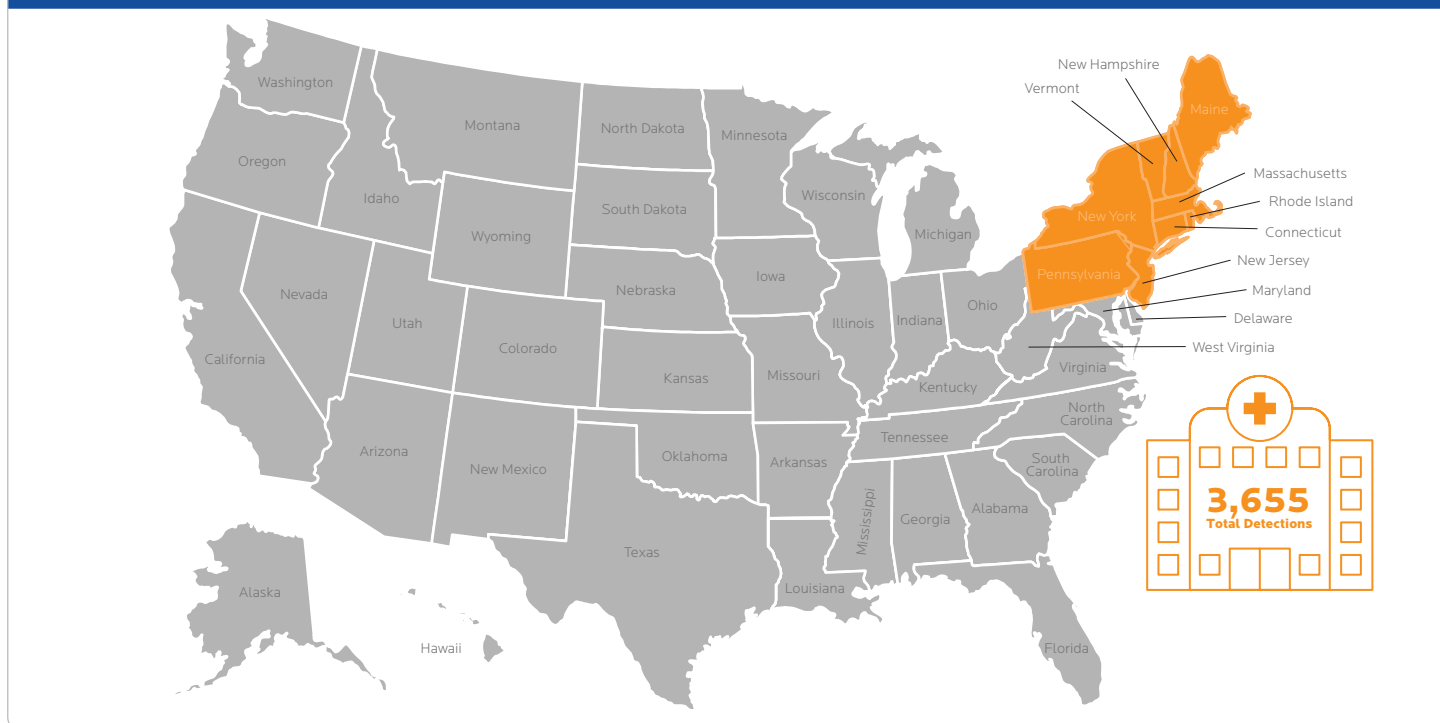 New Hampshire
Vermont
Washington
Maine
Montana
North Dakota
Minnesota
Oregon
Massachusetts
Idaho
Wisconsin
Rhode Island
South Dakota
New York
Wyoming
Michigan
Connecticut
New Jersey
Pennsylvania
Iowa
Nebraska
Maryland
Nevada
Ohio
Utah
Illinois
Indiana
Delaware
Colorado
West Virginia
California
Virginia
Kansas
Missouri
Kentucky
North
Carolina
Tennessee
Arizona
Oklahoma
Arkansas
South
Carolina
New Mexico
3,655
Total Detections
Mississippi
Georgia
Alabama
Texas
Louisiana
Alaska
Hawaii
Florida